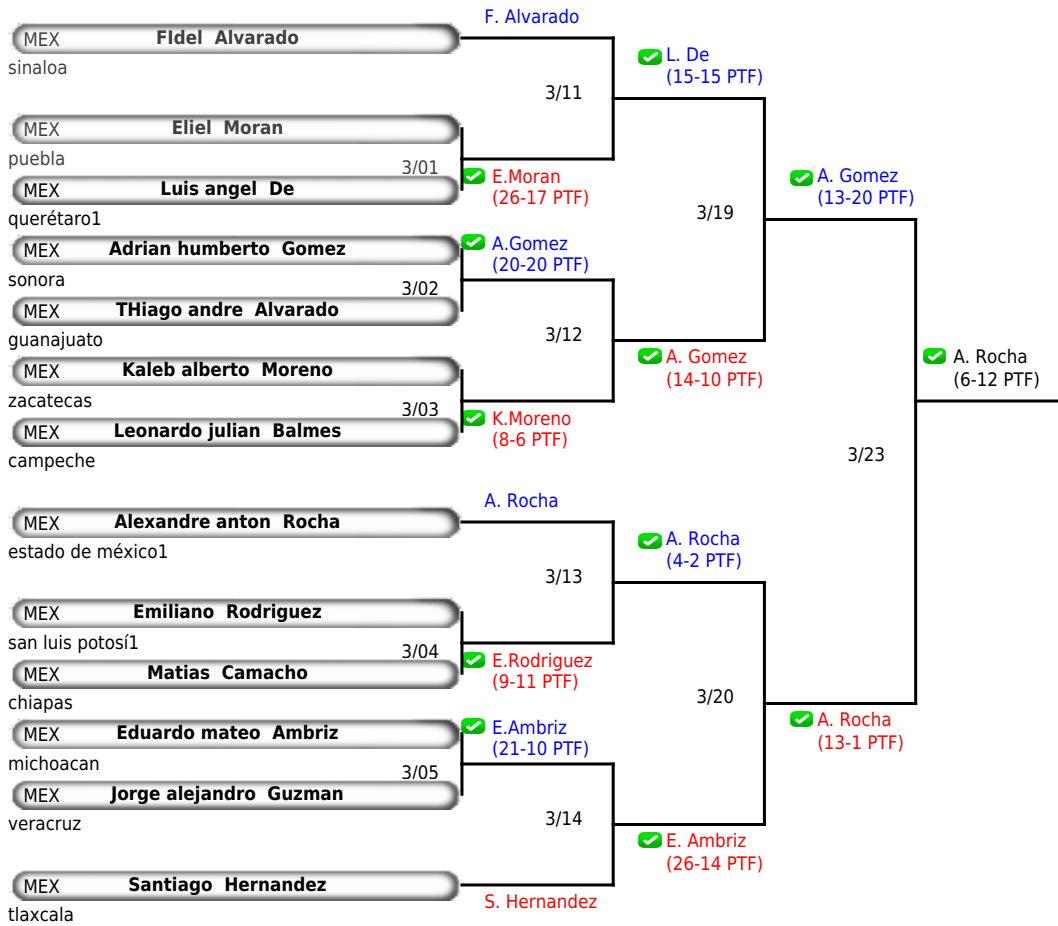 F. Alvarado
MEX FIdel Alvarado
sinaloa
L. De
(15-15 PTF)
3/11
MEX Eliel Moran
puebla
3/01
E.Moran
(26-17 PTF)
MEX Luis angel De
querétaro1
A. Gomez
(13-20 PTF)
3/19
MEX Adrian humberto Gomez
sonora
A.Gomez
(20-20 PTF)
3/02
MEX THiago andre Alvarado
guanajuato
3/12
A. Gomez
(14-10 PTF)
MEX Kaleb alberto Moreno
zacatecas
A. Rocha
(6-12 PTF)
3/03
K.Moreno
(8-6 PTF)
MEX Leonardo julian Balmes
campeche
3/23
A. Rocha
MEX Alexandre anton Rocha
estado de méxico1
A. Rocha
(4-2 PTF)
3/13
MEX Emiliano Rodriguez
san luis potosí1
3/04
E.Rodriguez
(9-11 PTF)
MEX Matias Camacho
chiapas
3/20
A. Rocha
(13-1 PTF)
MEX Eduardo mateo Ambriz
michoacan
E.Ambriz
(21-10 PTF)
3/05
MEX Jorge alejandro Guzman
veracruz
3/14
E. Ambriz
(26-14 PTF)
MEX Santiago Hernandez
tlaxcala
S. Hernandez